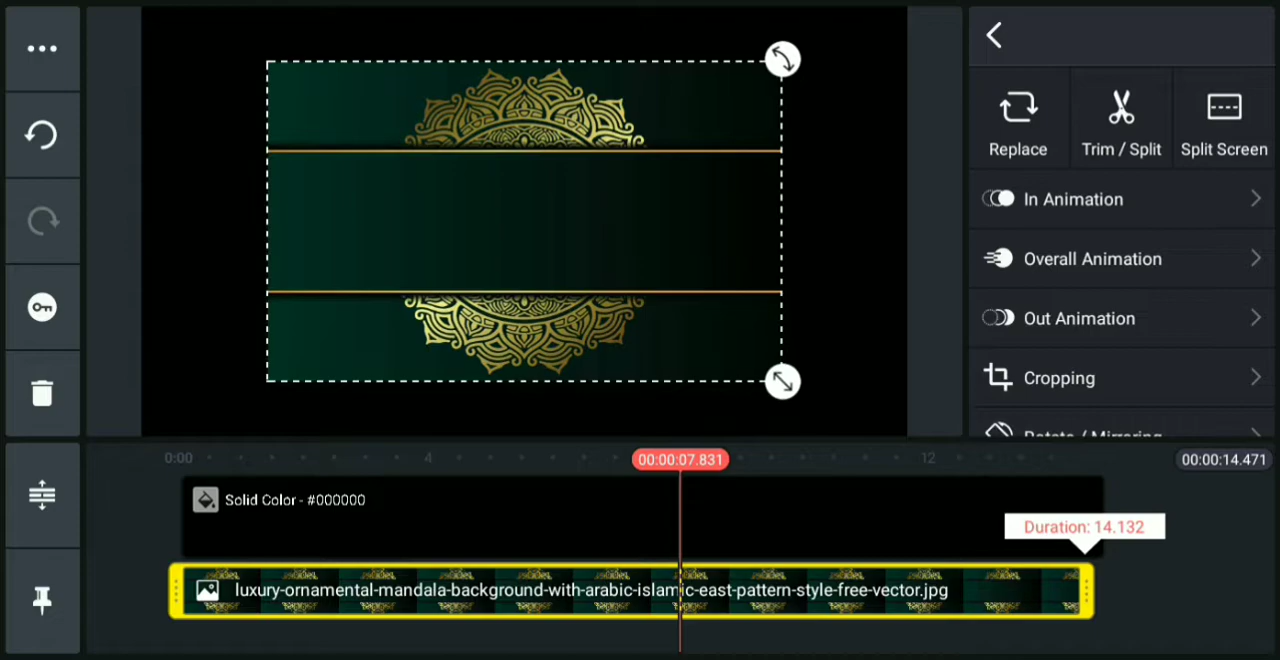 Replace
Trim / Split
Split Screen
In Animation
Overall Animation
Out Animation
Cropping
Rotate / Mirroring
0:00
4
00:00:07.831
12
00:00:14.471
Solid Color - #000000
Duration: 14.132
luxury-ornamental-mandala-background-with-arabic-islamic-east-pattern-style-free-vector.jpg